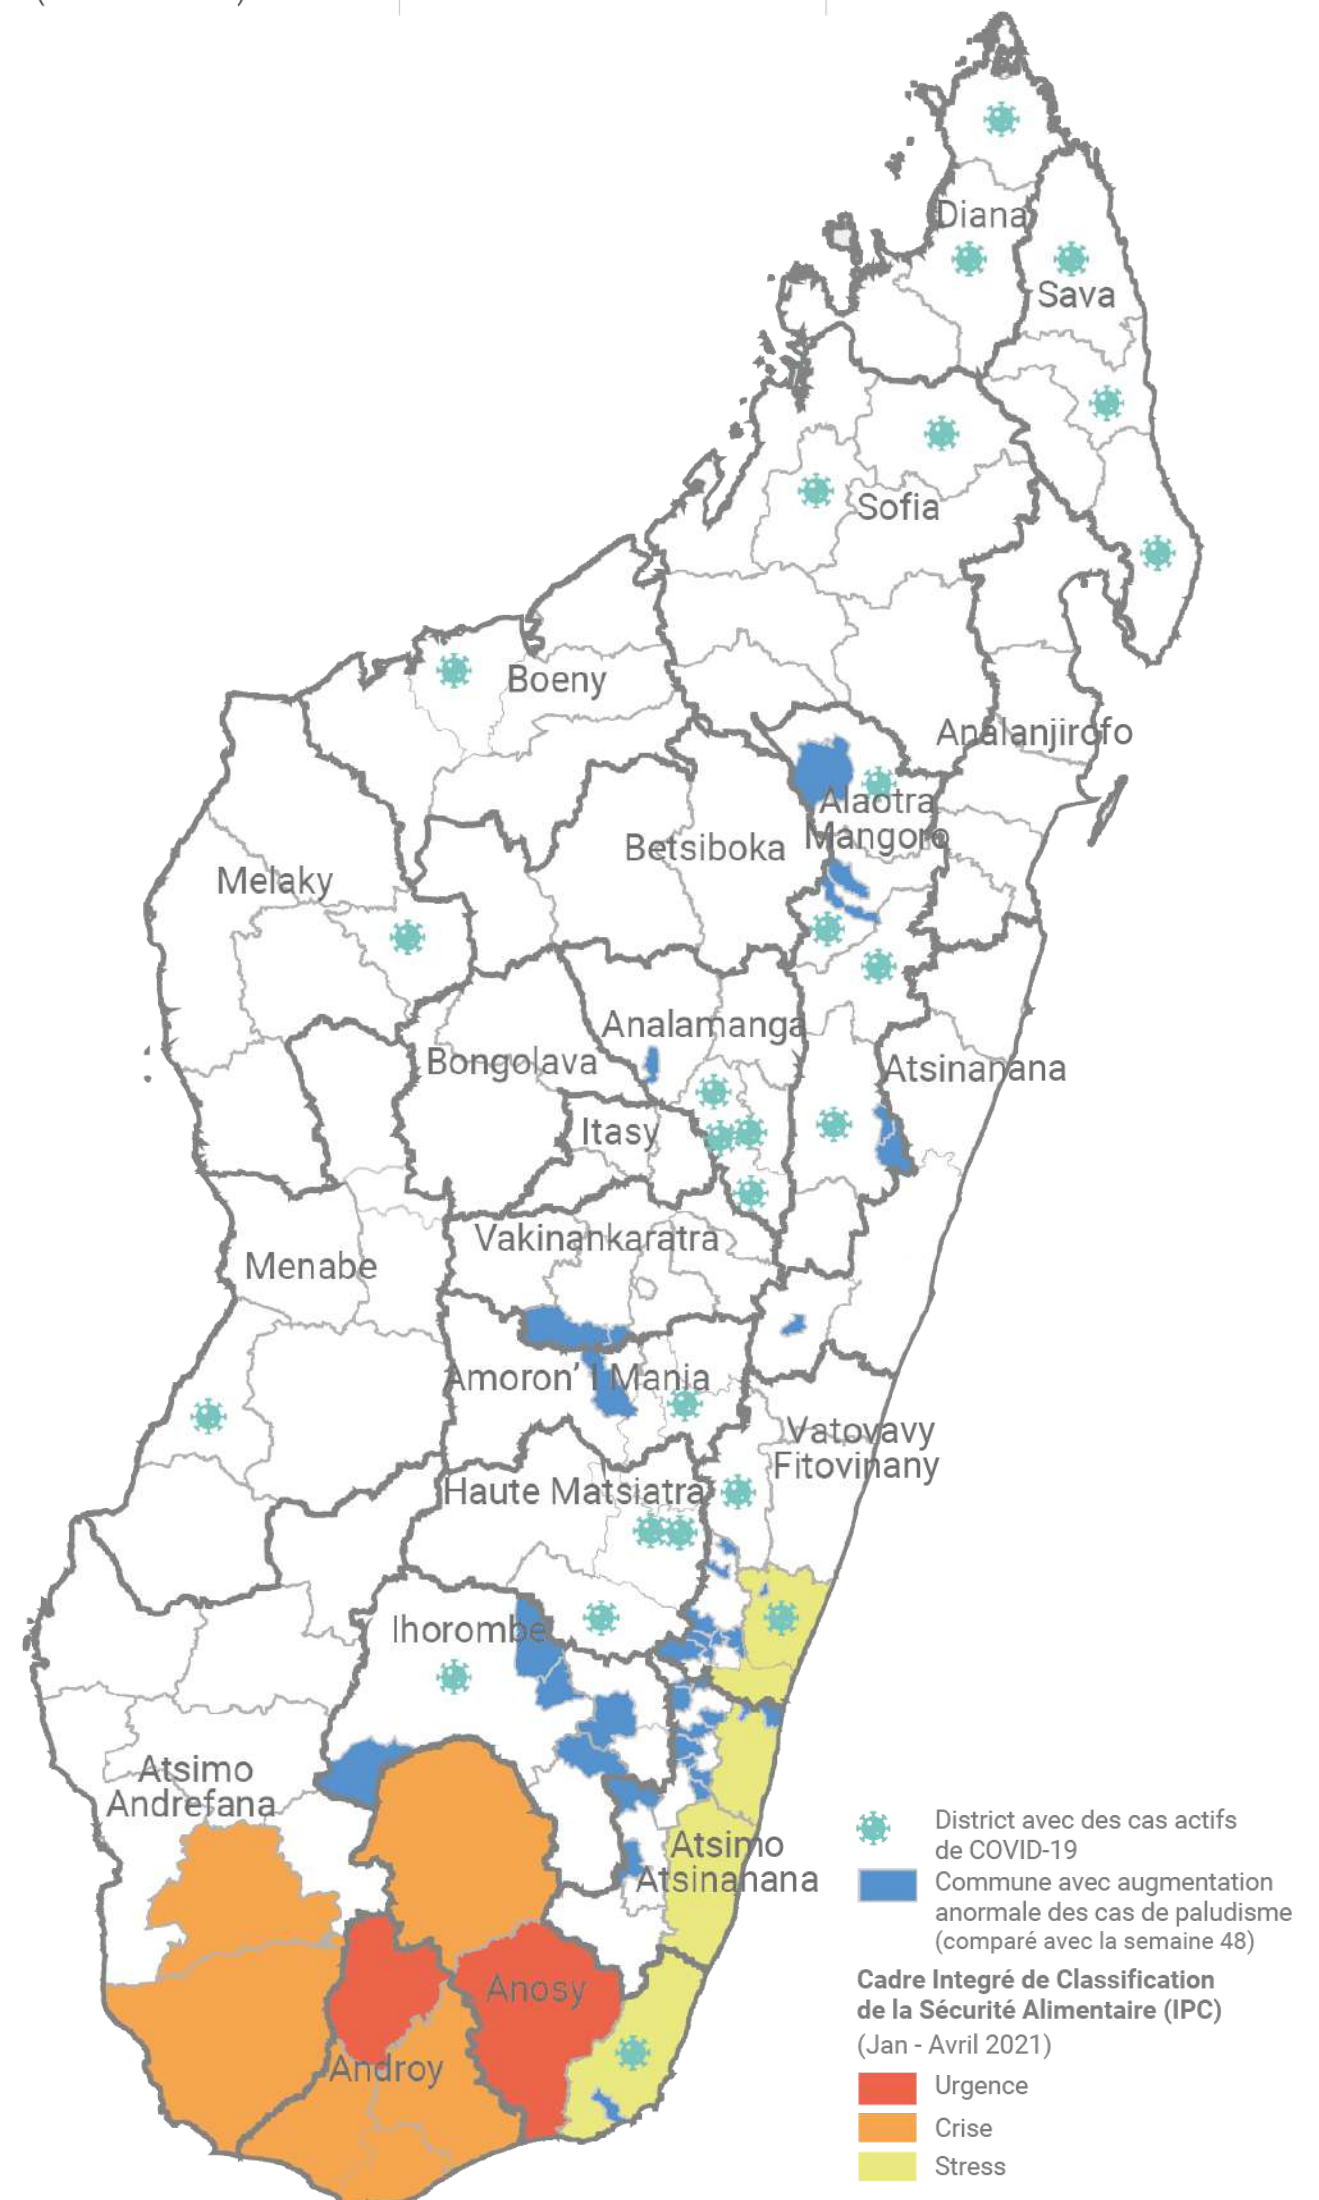 Diana
Sava
Sofia
Boeny
Analanjirofo
Alaotra
Mangoro
Betsiboka
Melaky
Analamanga
Bongolava
Atsinanana
Itasy
Vakinankaratra
Menabe
Amoron' I Mania
Vatovavy
Fitovinany
Haute Matsiatra
Ihorombe
Atsimo
Andrefana
Atsimo
Atsinanana
Anosy
Androy
District avec des cas actifs
de COVID-19
Commune avec augmentation
anormale des cas de paludisme
(comparé avec la semaine 48)
Cadre Integré de Classification
de la Sécurité Alimentaire (IPC)
(Jan - Avril 2021)
Urgence
Crise
Stress